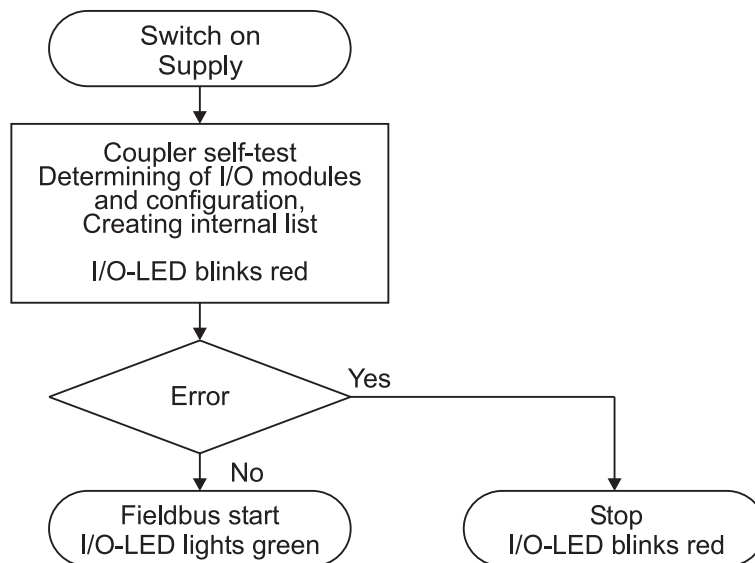 Switch on
Supply
Coupler self-test
Determining of I/O modules
and configuration,
Creating internal list
I/O-LED blinks red
Error
Yes
No
Fieldbus start
I/O-LED lights green
Stop
I/O-LED blinks red